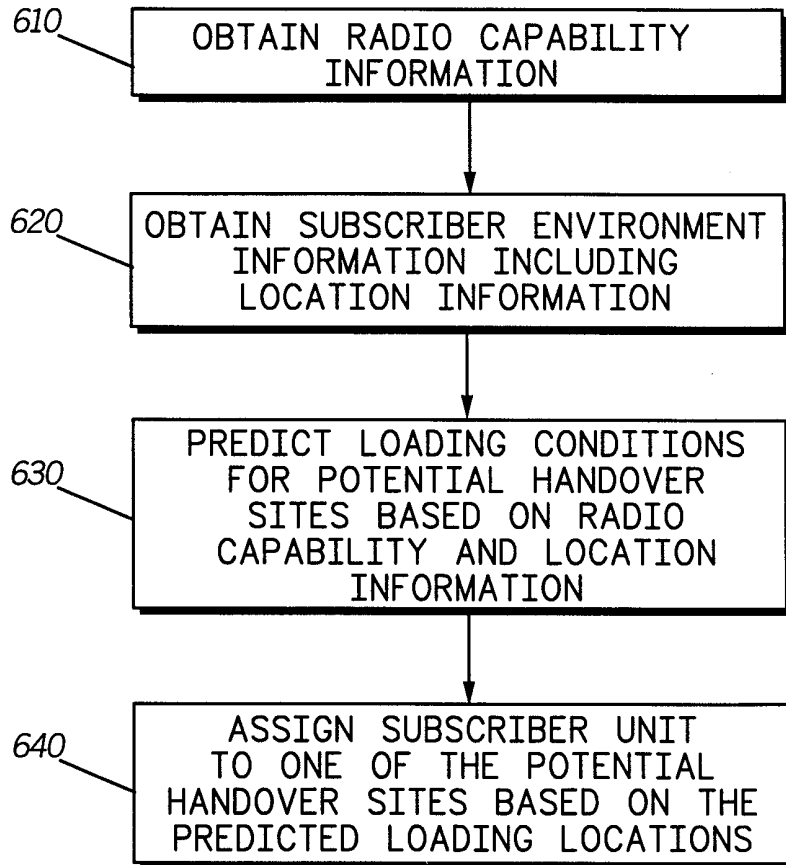 610
OBTAIN RADIO CAPABILITY
INFORMATION
620
OBTAIN SUBSCRIBER ENVIRONMENT
INFORMATION INCLUDING
LOCATION INFORMATION
630
PREDICT LOADING CONDITIONS
FOR POTENTIAL HANDOVER
SITES BASED ON RADIO
CAPABILITY AND LOCATION
INFORMATION
640
ASSIGN SUBSCRIBER UNIT
TO ONE OF THE POTENTIAL
HANDOVER SITES BASED ON THE
PREDICTED LOADING LOCATIONS